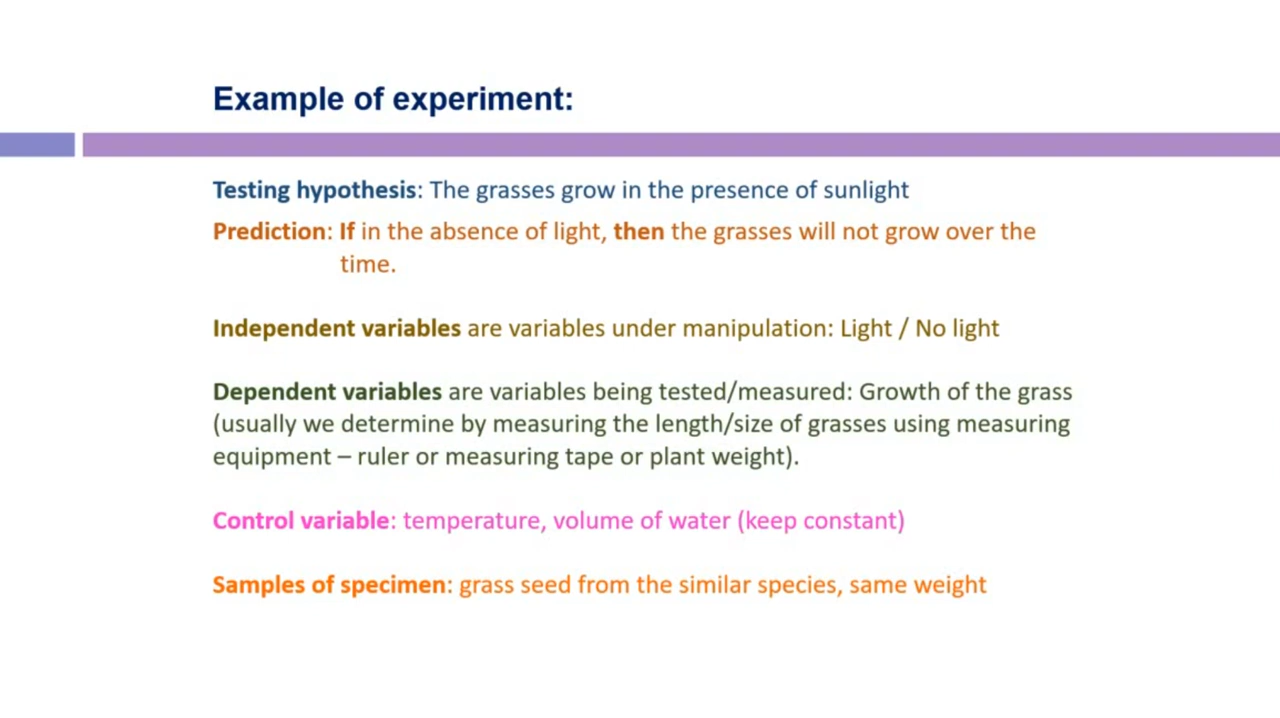 Example of experiment:
Testing hypothesis: The grasses grow in the presence of sunlight
Prediction: If in the absence of light, then the grasses will not grow over the
time.
Independent variables are variables under manipulation: Light / No light
Dependent variables are variables being tested/measured: Growth of the grass
(usually we determine by measuring the length/size of grasses using measuring
equipment – ruler or measuring tape or plant weight).
Control variable: temperature, volume of water (keep constant)
Samples of specimen: grass seed from the similar species, same weight